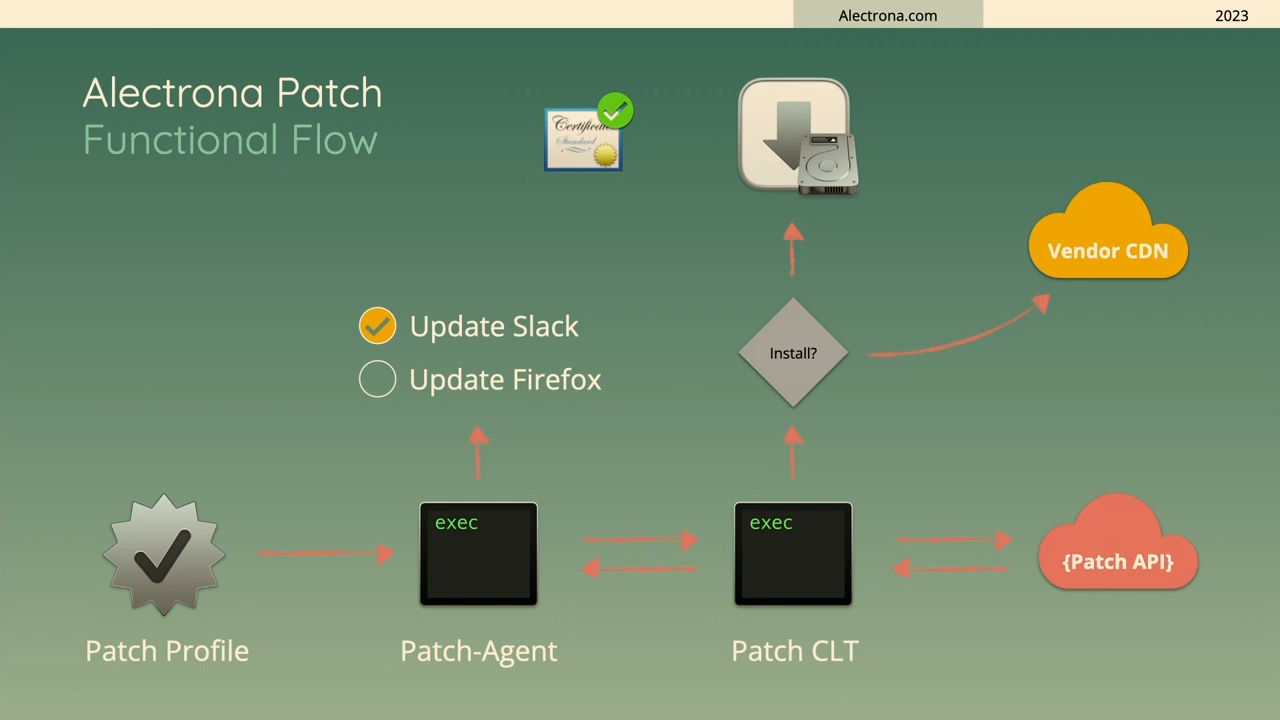 Alectrona.com
2023
Alectrona Patch
Functional Flow
Certificate
Standard
Vendor CDN
Update Slack
Install?
Update Firefox
exec
exec
{Patch API}
Patch Profile
Patch-Agent
Patch CLT